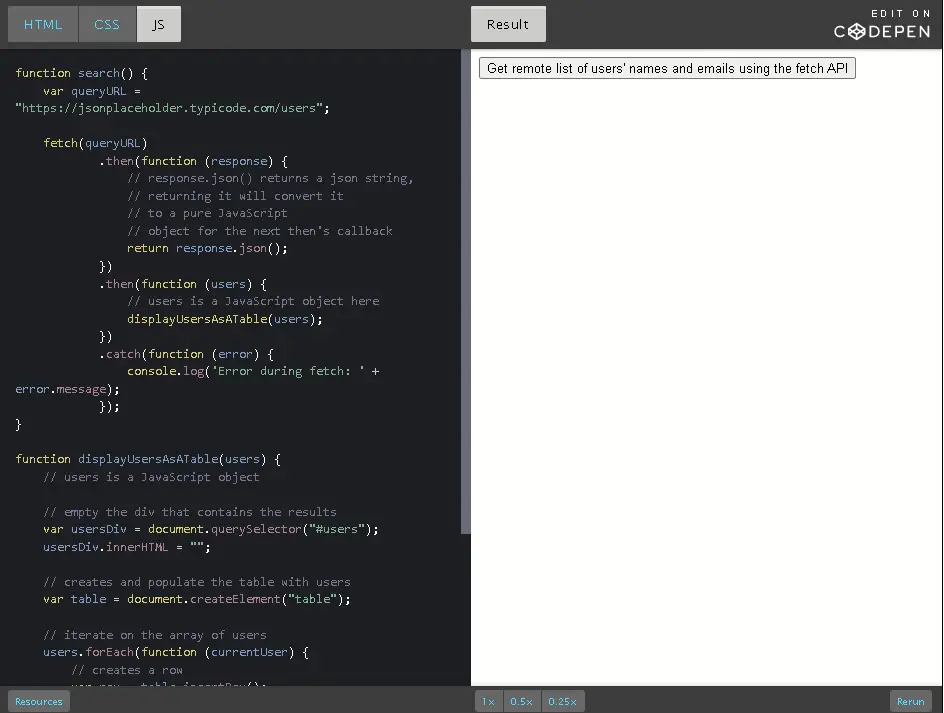 HTML CSS JS Result EDIT ON
CODEPEN
function search() {
var queryURL =
"https://jsonplaceholder.typicode.com/users";
fetch(queryURL)
.then(function (response) {
// response.json() returns a json string,
// returning it will convert it
// to a pure JavaScript
// object for the next then's callback
return response.json();
})
.then(function (users) {
// users is a JavaScript object here
displayUsersAsATable(users);
})
.catch(function (error) {
console.log('Error during fetch: ' +
error.message);
});
}
function displayUsersAsATable(users) {
// users is a JavaScript object
// empty the div that contains the results
var usersDiv = document.querySelector("#users");
usersDiv.innerHTML = "";
// creates and populate the table with users
var table = document.createElement("table");
// iterate on the array of users
users.forEach(function (currentUser) {
// creates a row
var row = table.insertRow();
Get remote list of users' names and emails using the fetch API
Resources 1× 0.5× 0.25× Rerun